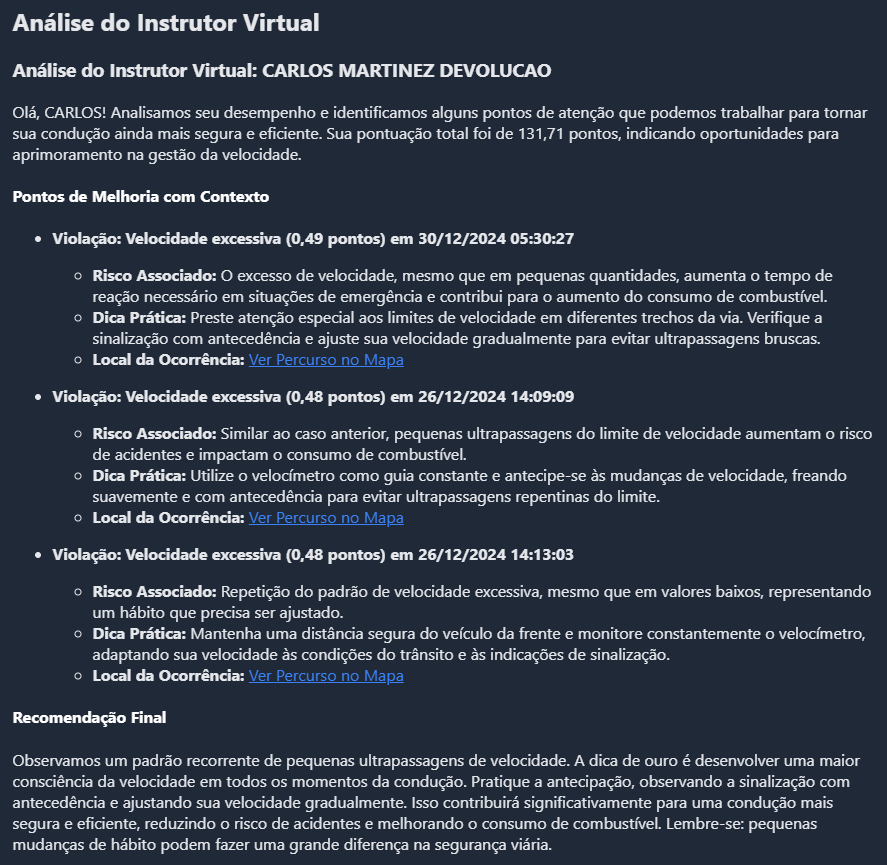 Análise do Instrutor Virtual
Análise do Instrutor Virtual: CARLOS MARTINEZ DEVOLUCAO
Olá, CARLOS! Analisamos seu desempenho e identificamos alguns pontos de atenção que podemos trabalhar para tornar
sua condução ainda mais segura e eficiente. Sua pontuação total foi de 131,71 pontos, indicando oportunidades para
aprimoramento na gestão da velocidade.
Pontos de Melhoria com Contexto
• Violação: Velocidade excessiva (0,49 pontos) em 30/12/2024 05:30:27
◦ Risco Associado: O excesso de velocidade, mesmo que em pequenas quantidades, aumenta o tempo de
reação necessário em situações de emergência e contribui para o aumento do consumo de combustível.
◦ Dica Prática: Preste atenção especial aos limites de velocidade em diferentes trechos da via. Verifique a
sinalização com antecedência e ajuste sua velocidade gradualmente para evitar ultrapassagens bruscas.
◦ Local da Ocorrência: Ver Percurso no Mapa
• Violação: Velocidade excessiva (0,48 pontos) em 26/12/2024 14:09:09
◦ Risco Associado: Similar ao caso anterior, pequenas ultrapassagens do limite de velocidade aumentam o risco
de acidentes e impactam o consumo de combustível.
◦ Dica Prática: Utilize o velocímetro como guia constante e antecipe-se às mudanças de velocidade, freando
suavemente e com antecedência para evitar ultrapassagens repentinas do limite.
◦ Local da Ocorrência: Ver Percurso no Mapa
• Violação: Velocidade excessiva (0,48 pontos) em 26/12/2024 14:13:03
◦ Risco Associado: Repetição do padrão de velocidade excessiva, mesmo que em valores baixos, representando
um hábito que precisa ser ajustado.
◦ Dica Prática: Mantenha uma distância segura do veículo da frente e monitore constantemente o velocímetro,
adaptando sua velocidade às condições do trânsito e às indicações de sinalização.
◦ Local da Ocorrência: Ver Percurso no Mapa
Recomendação Final
Observamos um padrão recorrente de pequenas ultrapassagens de velocidade. A dica de ouro é desenvolver uma maior
consciência da velocidade em todos os momentos da condução. Pratique a antecipação, observando a sinalização com
antecedência e ajustando sua velocidade gradualmente. Isso contribuirá significativamente para uma condução mais
segura e eficiente, reduzindo o risco de acidentes e melhorando o consumo de combustível. Lembre-se: pequenas
mudanças de hábito podem fazer uma grande diferença na segurança viária.